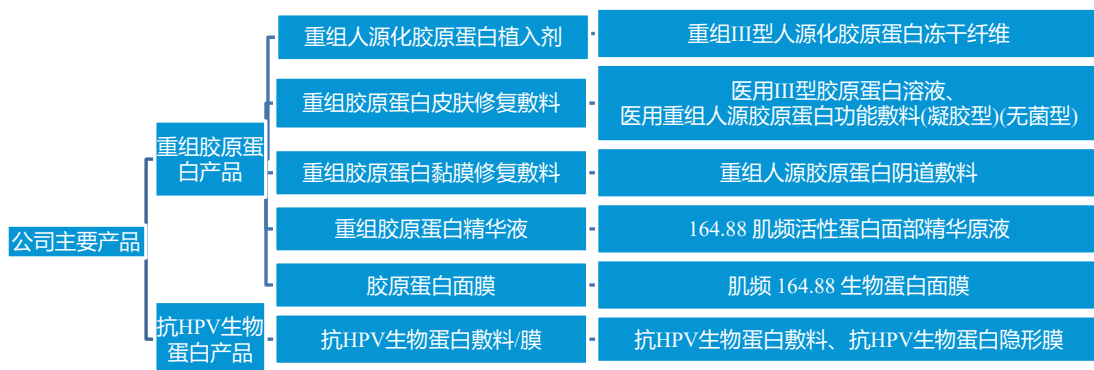 公司主要产品
重组胶原蛋
白产品
重组人源化胶原蛋白植入剂
重组III型人源化胶原蛋白冻干纤维
重组胶原蛋白皮肤修复敷料
医用III型胶原蛋白溶液、
医用重组人源胶原蛋白功能敷料(凝胶型)(无菌型)
重组胶原蛋白黏膜修复敷料
重组人源胶原蛋白阴道敷料
重组胶原蛋白精华液
164.88 肌频活性蛋白面部精华原液
胶原蛋白面膜
肌频 164.88 生物蛋白面膜
抗HPV生物
蛋白产品
抗HPV生物蛋白敷料/膜
抗HPV生物蛋白敷料、抗HPV生物蛋白隐形膜